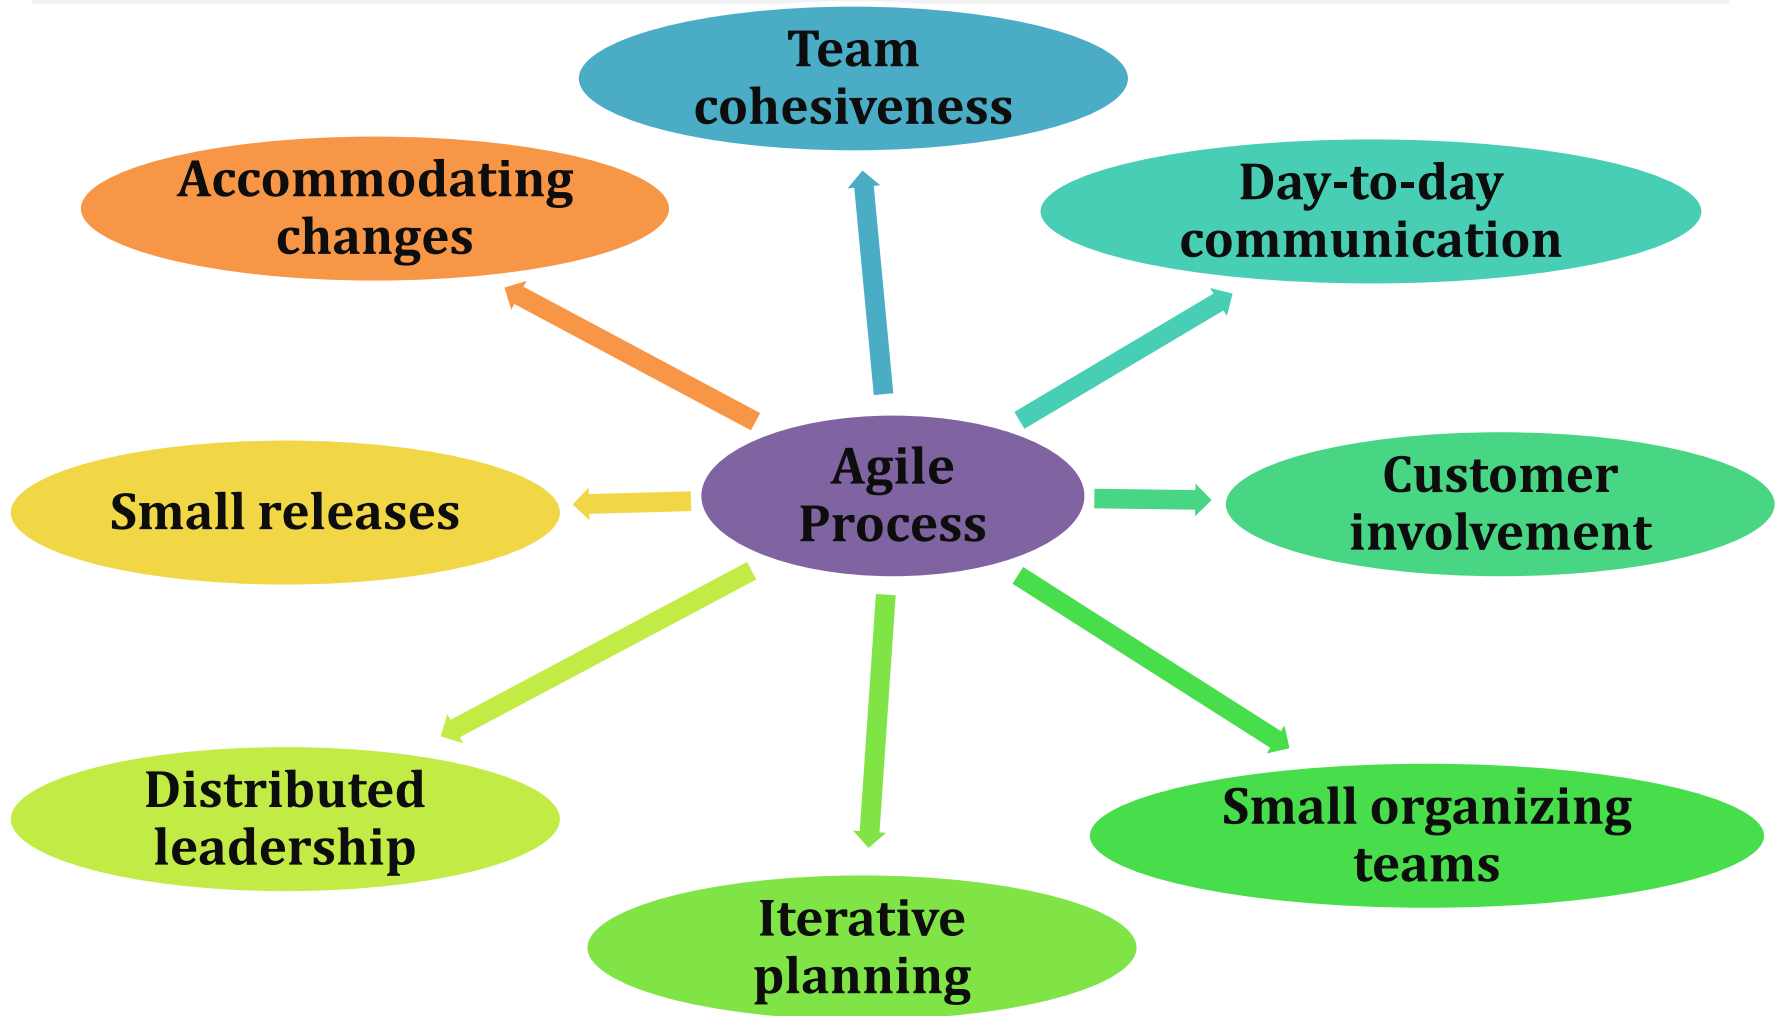 Team
cohesiveness
Accommodating
changes
Day-to-day
communication
Agile
Process
Customer
involvement
Small releases
Distributed
leadership
Small organizing
teams
Iterative
planning